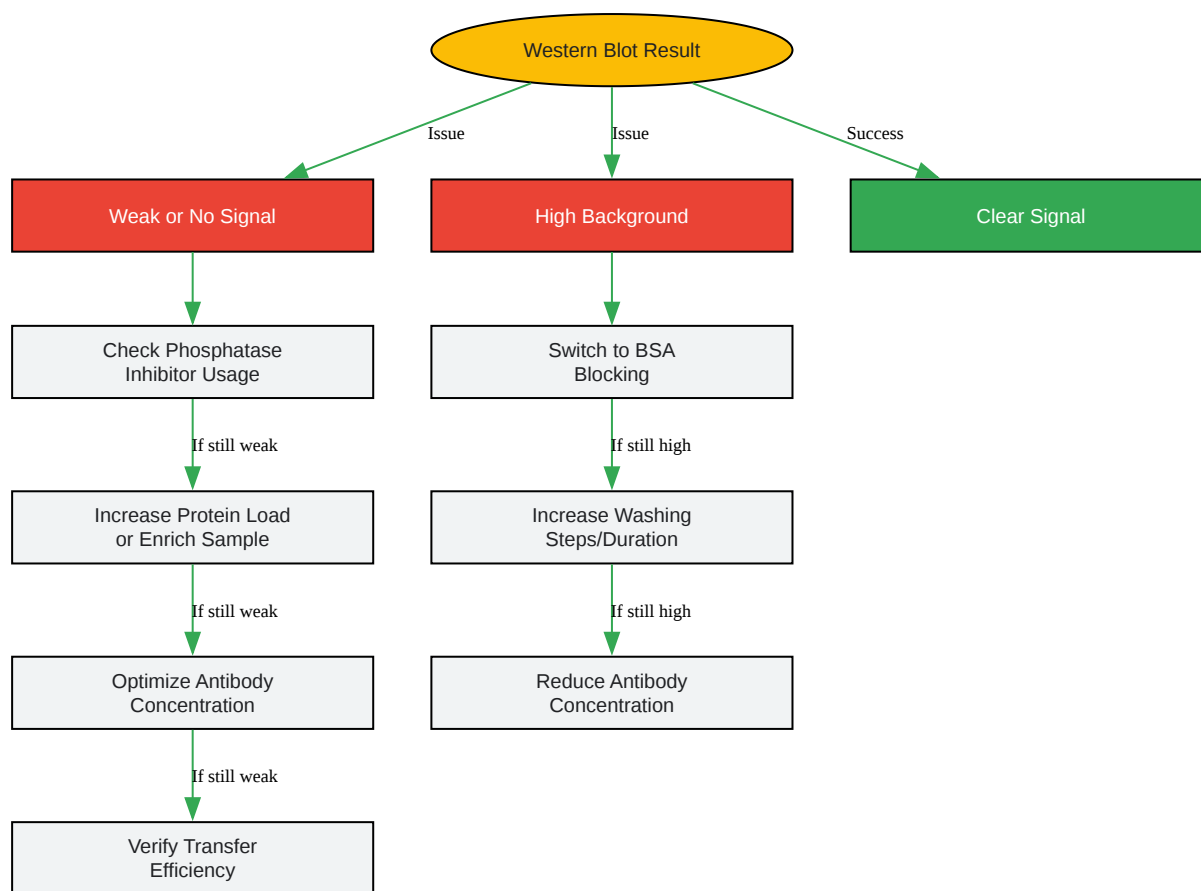 Western Blot Result
Issue
Issue
Success
Weak or No Signal
High Background
Clear Signal
Check Phosphatase
Inhibitor Usage
Switch to BSA
Blocking
If still weak
If still high
Increase Protein Load
or Enrich Sample
Increase Washing
Steps/Duration
If still weak
If still high
Optimize Antibody
Concentration
Reduce Antibody
Concentration
If still weak
Verify Transfer
Efficiency